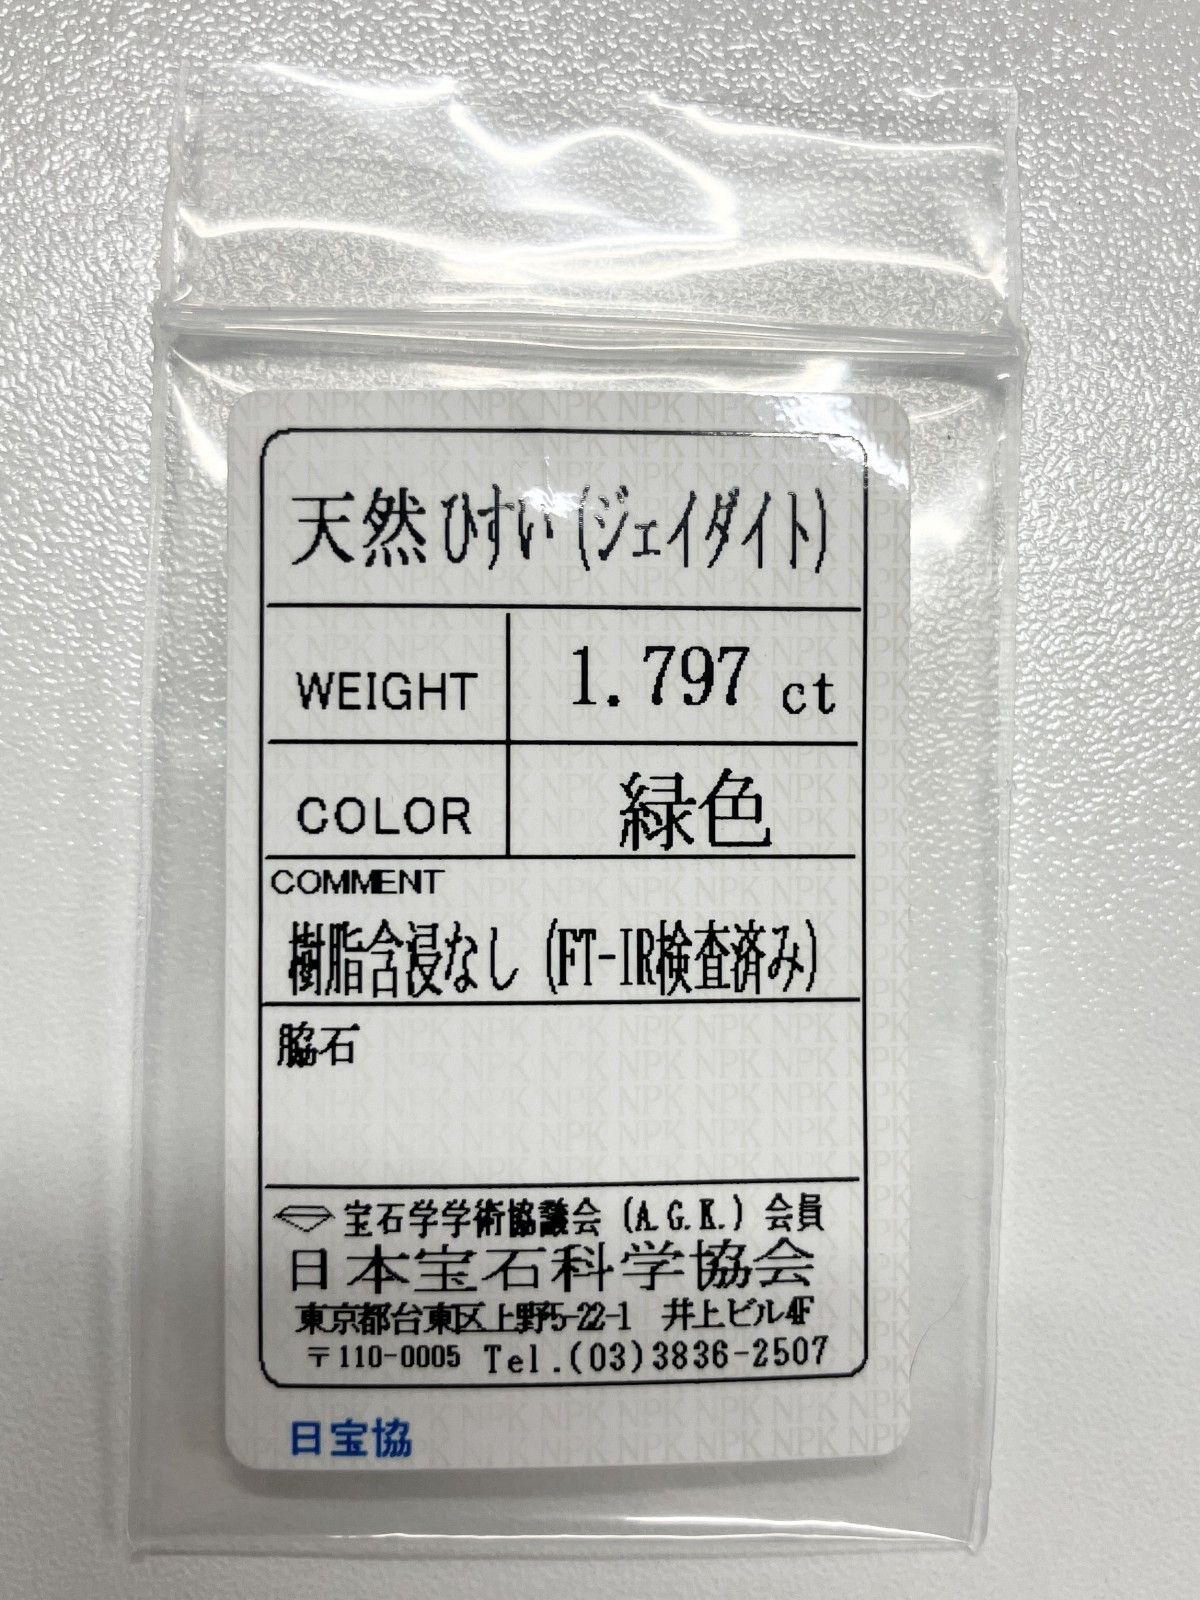 天然ひすい(ジェイダイト)
WEIGHT 1.797 ct
COLOR 緑色
COMMENT
樹脂含浸なし (FT-IR検査済み)
脇石
宝石学学術協議会 (A.G.K.) 会員
日本宝石科学協会
東京都台東区上野5-22-1 井上ビル4F
〒110-0005 Tel.(03)3836-2507
日宝協